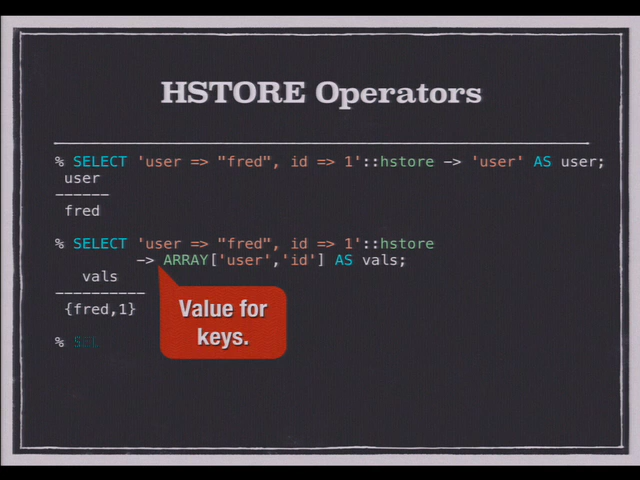 HSTORE Operators
% SELECT 'user => "fred", id => 1'::hstore -> 'user' AS user;
user
------
fred
% SELECT 'user => "fred", id => 1'::hstore
-> ARRAY['user','id'] AS vals;
vals
----------
{fred,1}
Value for
keys.
%